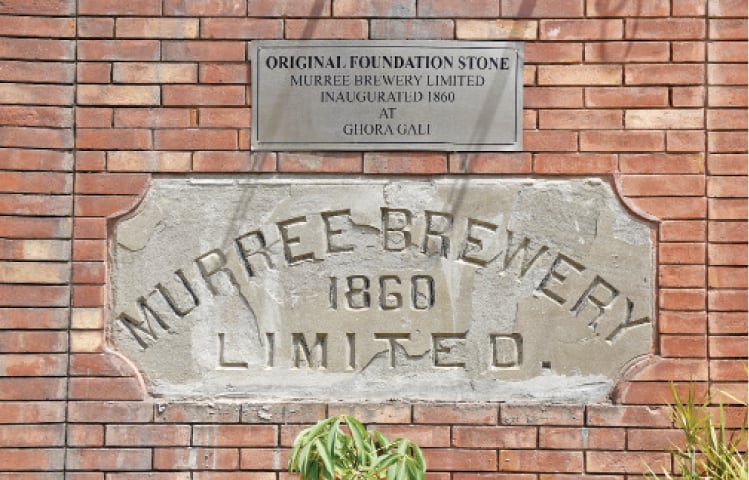 ORIGINAL FOUNDATION STONE
MURREE BREWERY LIMITED
INAUGURATED 1860
AT
GHORA GALI
MURREE BREWERY
1860
LIMITED.